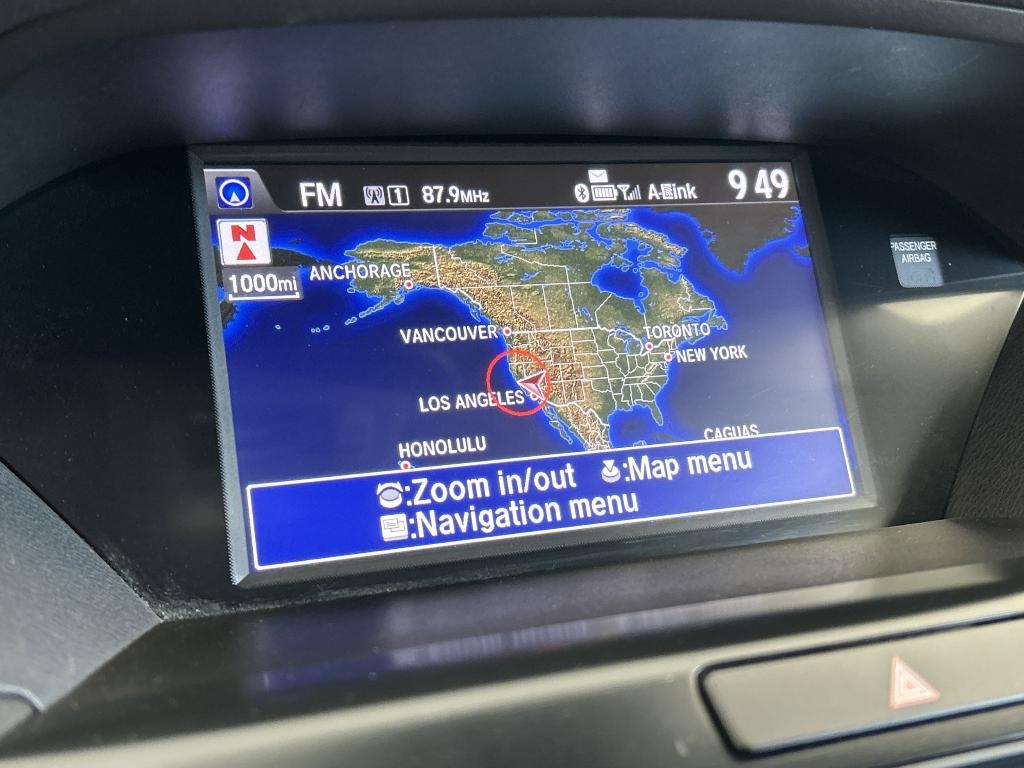 FM 1 87.9MHz A-Link 9 49
N
1000mi
ANCHORAGE
VANCOUVER
TORONTO
NEW YORK
LOS ANGELES
CAGUAS
HONOLULU
:Zoom in/out :Map menu
:Navigation menu
PASSENGER
AIRBAG